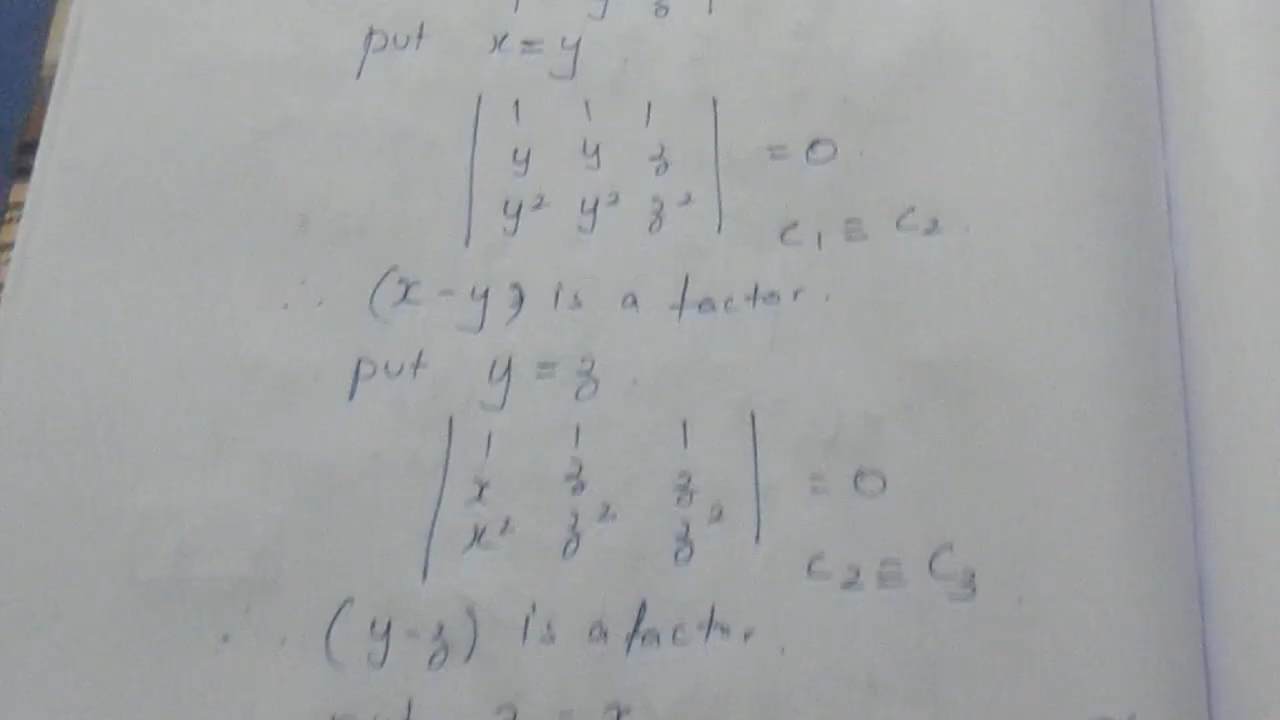 put x = y
| 1 1 1 |
| y y z | = 0
| y² y² z² | c₁ ≡ c₂.
∴ (x - y) is a factor.
put y = z.
| 1 1 1 |
| x z z | = 0
| x² z² z² | c₂ ≡ C₃
∴ (y - z) is a factor.